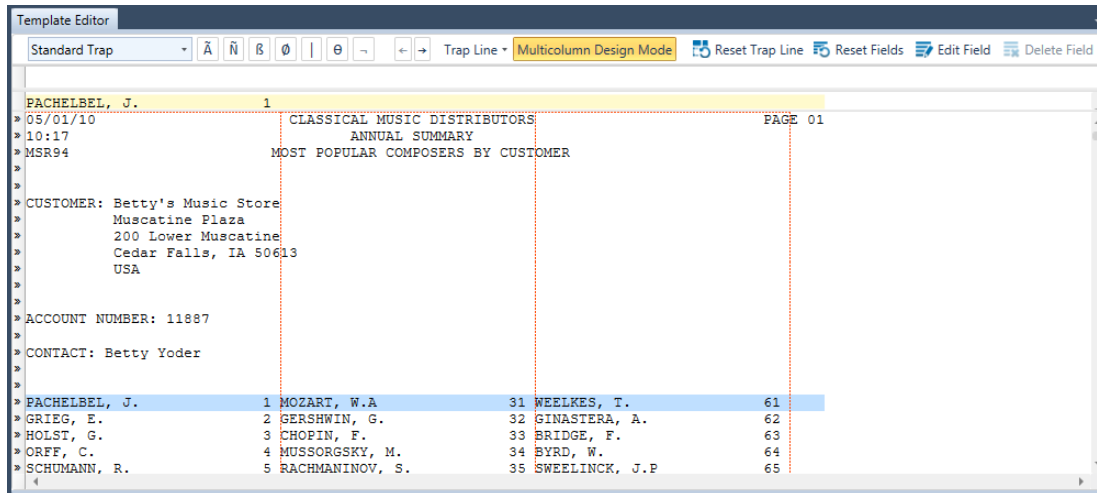 Template Editor
Standard Trap Ã Ñ ß Ø | θ ¬ ← → Trap Line Multicolumn Design Mode Reset Trap Line Reset Fields Edit Field Delete Field
PACHELBEL, J. 1
» 05/01/10 CLASSICAL MUSIC DISTRIBUTORS PAGE 01
» 10:17 ANNUAL SUMMARY
» MSR94 MOST POPULAR COMPOSERS BY CUSTOMER
»
»
» CUSTOMER: Betty's Music Store
» Muscatine Plaza
» 200 Lower Muscatine
» Cedar Falls, IA 50613
» USA
»
»
» ACCOUNT NUMBER: 11887
»
» CONTACT: Betty Yoder
»
»
» PACHELBEL, J. 1 MOZART, W.A 31 WEELKES, T. 61
» GRIEG, E. 2 GERSHWIN, G. 32 GINASTERA, A. 62
» HOLST, G. 3 CHOPIN, F. 33 BRIDGE, F. 63
» ORFF, C. 4 MUSSORGSKY, M. 34 BYRD, W. 64
» SCHUMANN, R. 5 RACHMANINOV, S. 35 SWEELINCK, J.P 65